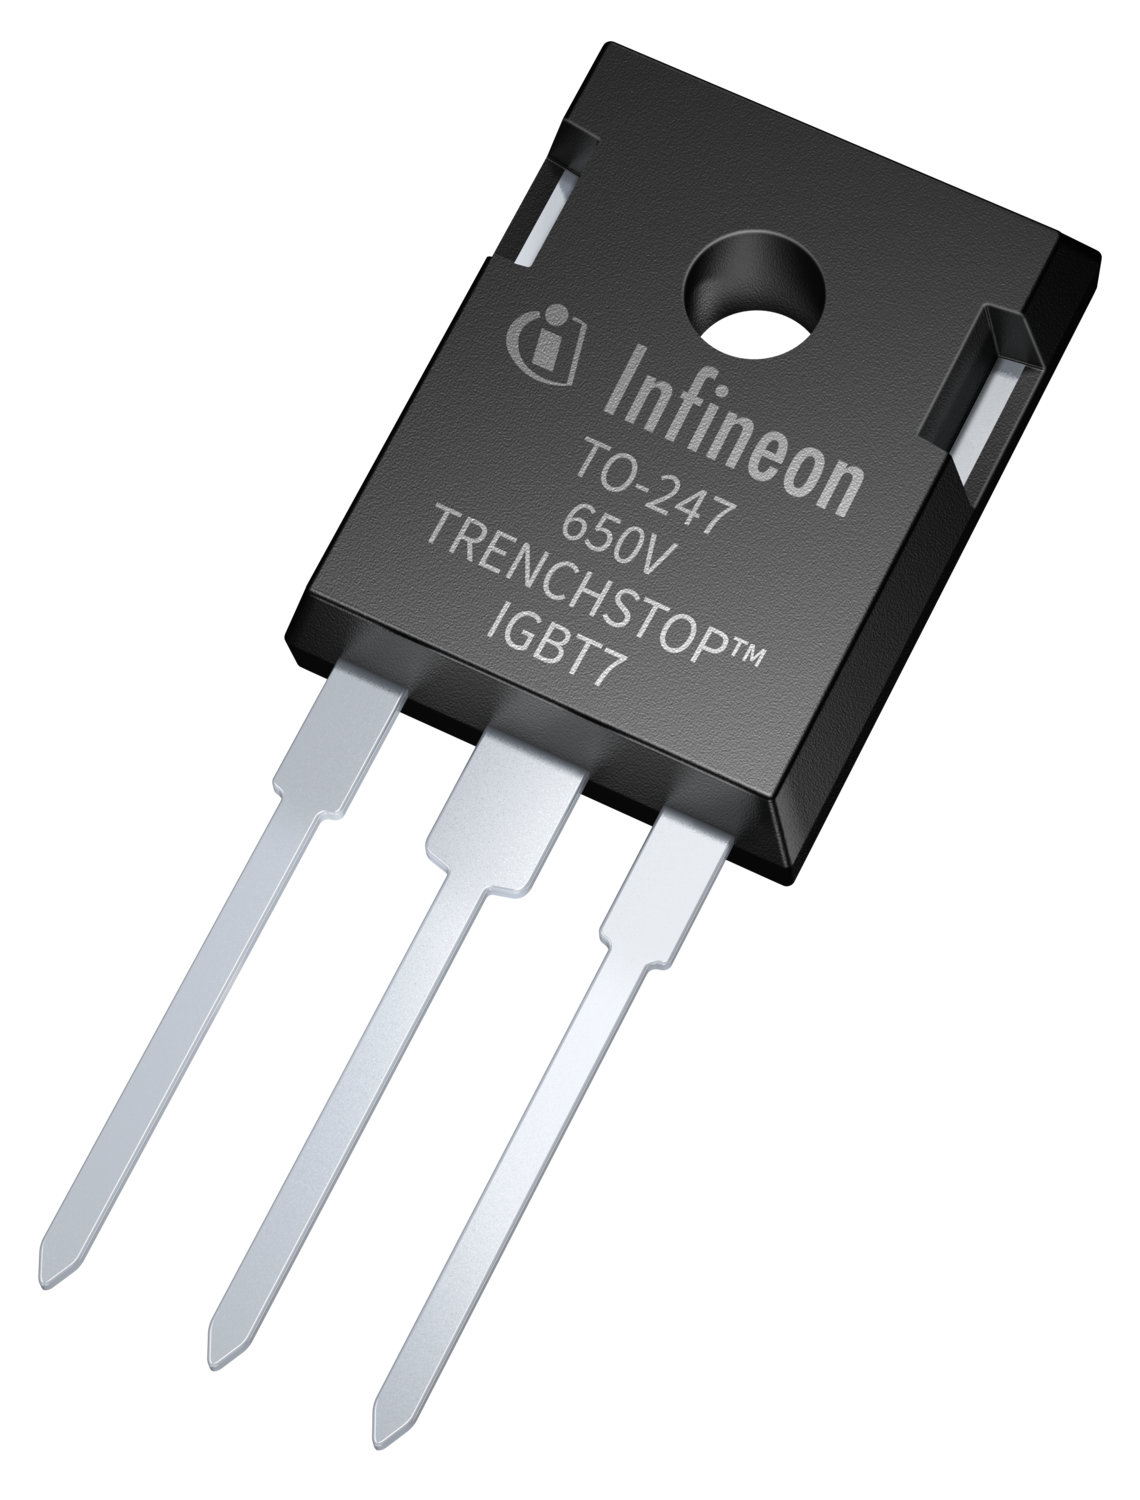 Infineon
TO-247
650V
TRENCHSTOP™
IGBT7